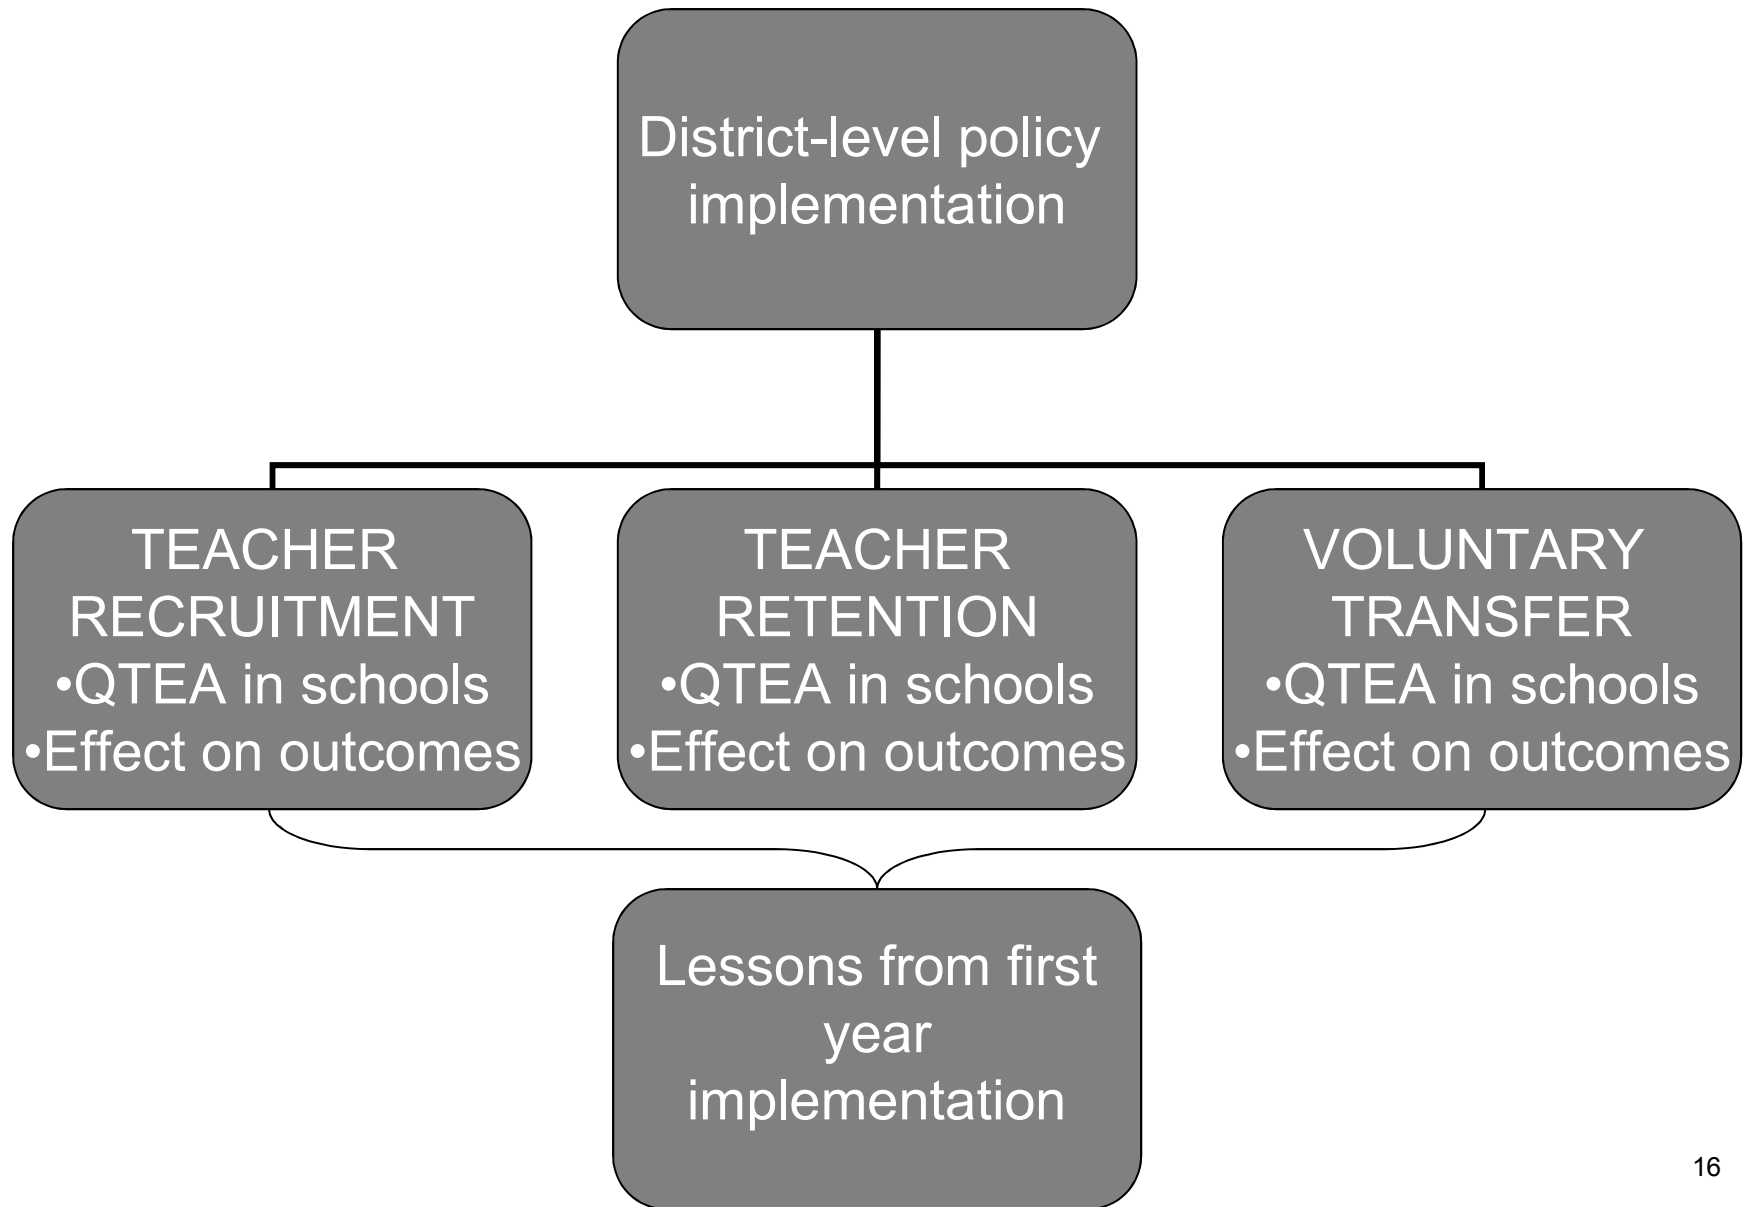 District-level policy
implementation
TEACHER
RECRUITMENT
•QTEA in schools
•Effect on outcomes
TEACHER
RETENTION
•QTEA in schools
•Effect on outcomes
VOLUNTARY
TRANSFER
•QTEA in schools
•Effect on outcomes
Lessons from first
year
implementation
16